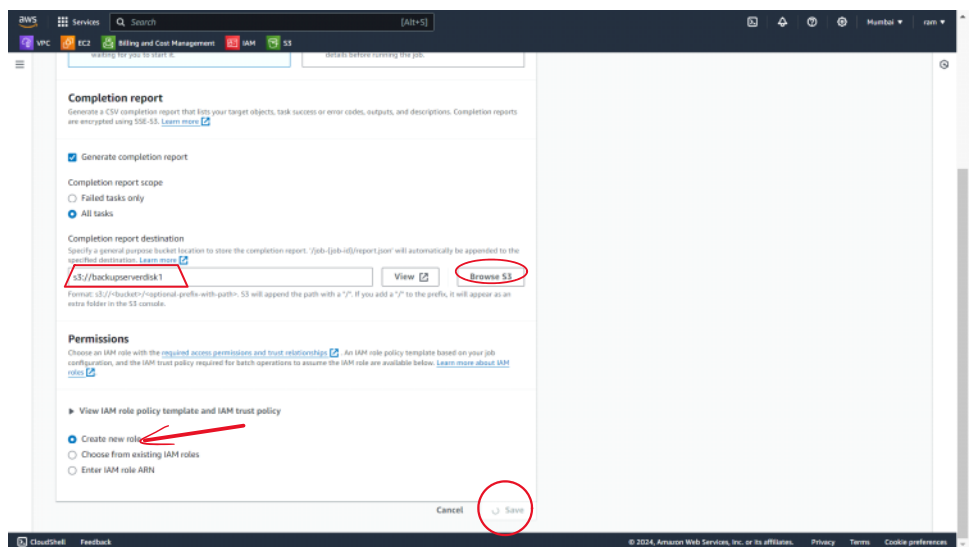 aws
Services
Search
[Alt+S]
Mumbai
ram
VPC
EC2
Billing and Cost Management
IAM
S3
waiting for you to start it.
details before running the job.
Completion report
Generate a CSV completion report that lists your target objects, task success or error codes, outputs, and descriptions. Completion reports
are encrypted using SSE-S3. Learn more
Generate completion report
Completion report scope
Failed tasks only
All tasks
Completion report destination
Specify a general purpose bucket location to store the completion report. '/job-{job-id}/report.json' will automatically be appended to the
specified destination. Learn more
s3://backupserverdisk1
View
Browse S3
Format: s3://<bucket>/<optional-prefix-with-path>. S3 will append the path with a "/". If you add a "/" to the prefix, it will appear as an
extra folder in the S3 console.
Permissions
Choose an IAM role with the required access permissions and trust relationships . An IAM role policy template based on your job
configuration, and the IAM trust policy required for batch operations to assume the IAM role are available below. Learn more about IAM
roles
View IAM role policy template and IAM trust policy
Create new role
Choose from existing IAM roles
Enter IAM role ARN
Cancel
Save
CloudShell
Feedback
© 2024, Amazon Web Services, Inc. or its affiliates.
Privacy
Terms
Cookie preferences